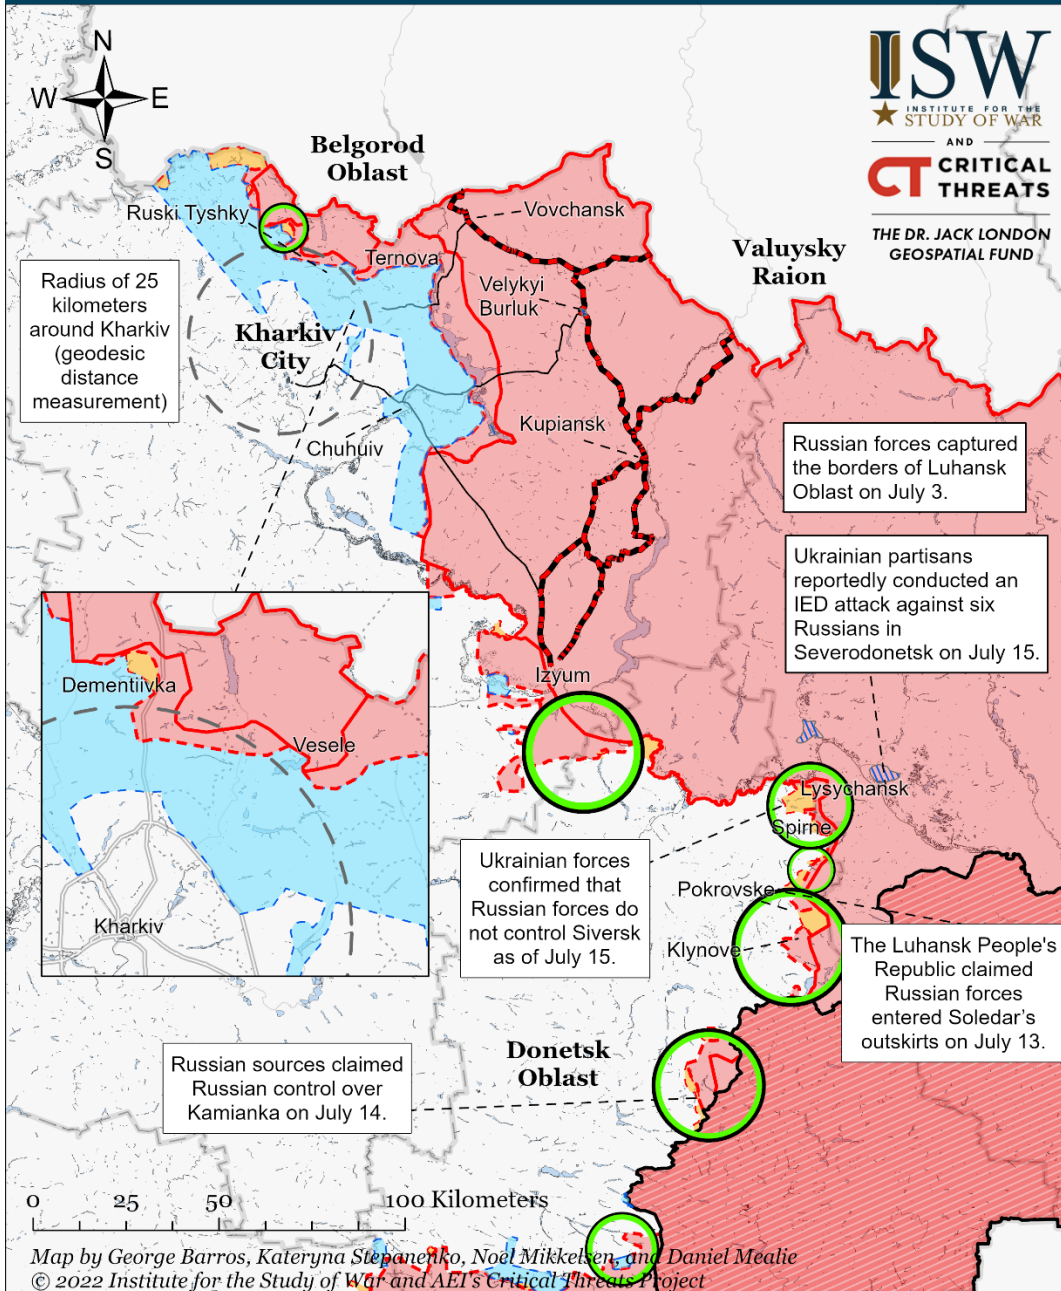 N
W E
S
ISW
INSTITUTE FOR THE
STUDY OF WAR
AND
CT CRITICAL
THREATS
THE DR. JACK LONDON
GEOSPATIAL FUND
Belgorod
Oblast
Ruski Tyshky
Vovchansk
Ternova
Valuysky
Raion
Velykyi
Burluk
Radius of 25
kilometers
around Kharkiv
(geodesic
distance
measurement)
Kharkiv
City
Chuhuiv
Kupiansk
Russian forces captured
the borders of Luhansk
Oblast on July 3.
Ukrainian partisans
reportedly conducted an
IED attack against six
Russians in
Severodonetsk on July 15.
Izyum
Dementiivka
Vesele
Kharkiv
Lysychansk
Spirne
Ukrainian forces
confirmed that
Russian forces do
not control Siversk
as of July 15.
Pokrovske
Klynove
The Luhansk People's
Republic claimed
Russian forces
entered Soledar's
outskirts on July 13.
Donetsk
Oblast
Russian sources claimed
Russian control over
Kamianka on July 14.
0 25 50 100 Kilometers
Map by George Barros, Kateryna Stepanenko, Noel Mikkelsen, and Daniel Mealie
© 2022 Institute for the Study of War and AEI's Critical Threats Project